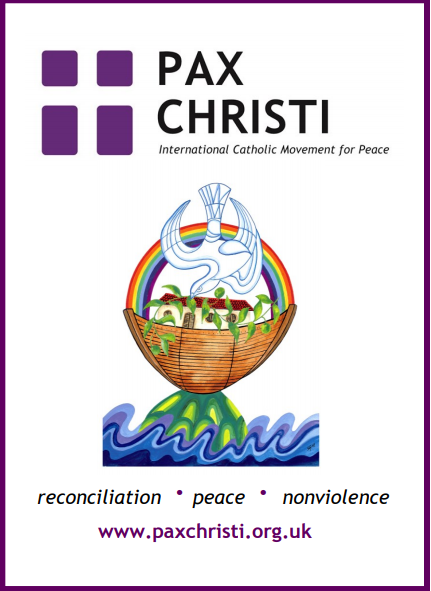 PAX
CHRISTI
International Catholic Movement for Peace
reconciliation • peace • nonviolence
www.paxchristi.org.uk